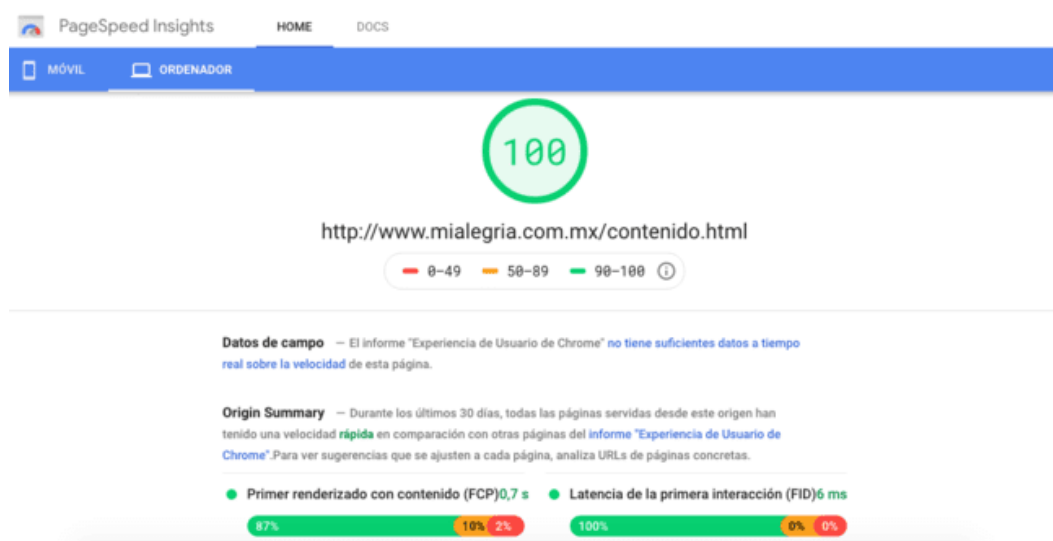 PageSpeed Insights HOME DOCS
MÓVIL ORDENADOR
100
http://www.mialegria.com.mx/contenido.html
0–49 50–89 90–100
Datos de campo — El informe "Experiencia de Usuario de Chrome" no tiene suficientes datos a tiempo
real sobre la velocidad de esta página.
Origin Summary — Durante los últimos 30 días, todas las páginas servidas desde este origen han
tenido una velocidad rápida en comparación con otras páginas del informe "Experiencia de Usuario de
Chrome".Para ver sugerencias que se ajusten a cada página, analiza URLs de páginas concretas.
Primer renderizado con contenido (FCP)0,7 s Latencia de la primera interacción (FID)6 ms
87% 10% 2% 100% 0% 0%